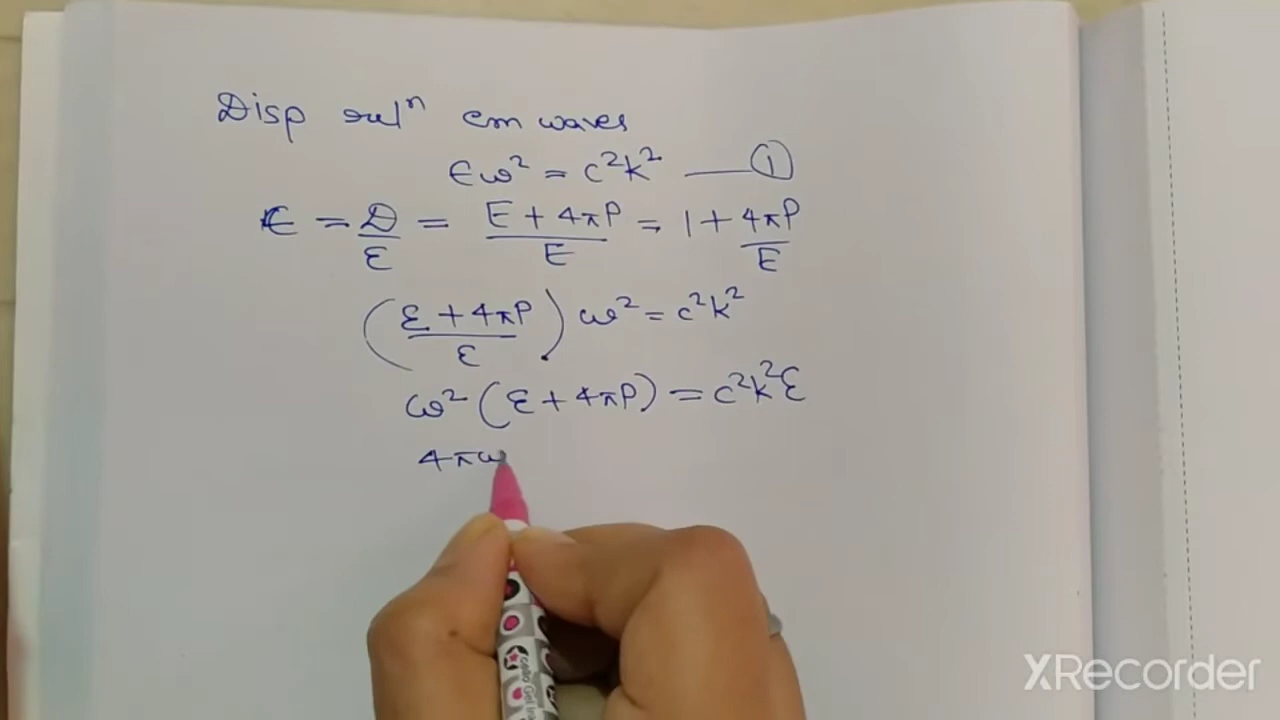 Disp relⁿ em waves
ϵω² = c²k² —— ①
ϵ = D/E = E + 4πP/E = 1 + 4πP/E
(E + 4πP/E) ω² = c²k²
ω² (E + 4πP) = c²k²E
4πω
XRecorder